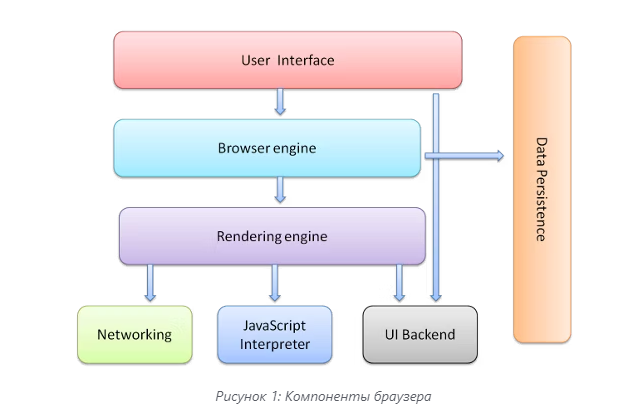 User Interface
Browser engine
Data Persistence
Rendering engine
Networking
JavaScript
Interpreter
UI Backend
Рисунок 1: Компоненты браузера